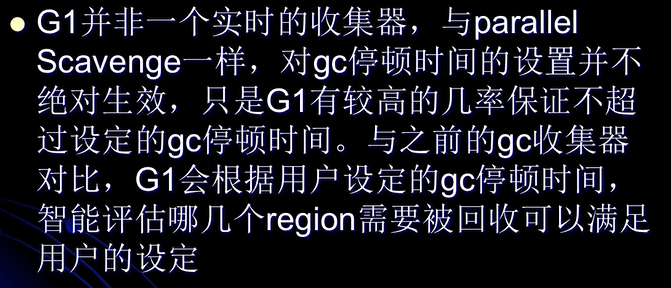 G1并非一个实时的收集器，与parallel
Scavenge一样，对gc停顿时间的设置并不
绝对生效，只是G1有较高的几率保证不超
过设定的gc停顿时间。与之前的gc收集器
对比，G1会根据用户设定的gc停顿时间，
智能评估哪几个region需要被回收可以满足
用户的设定